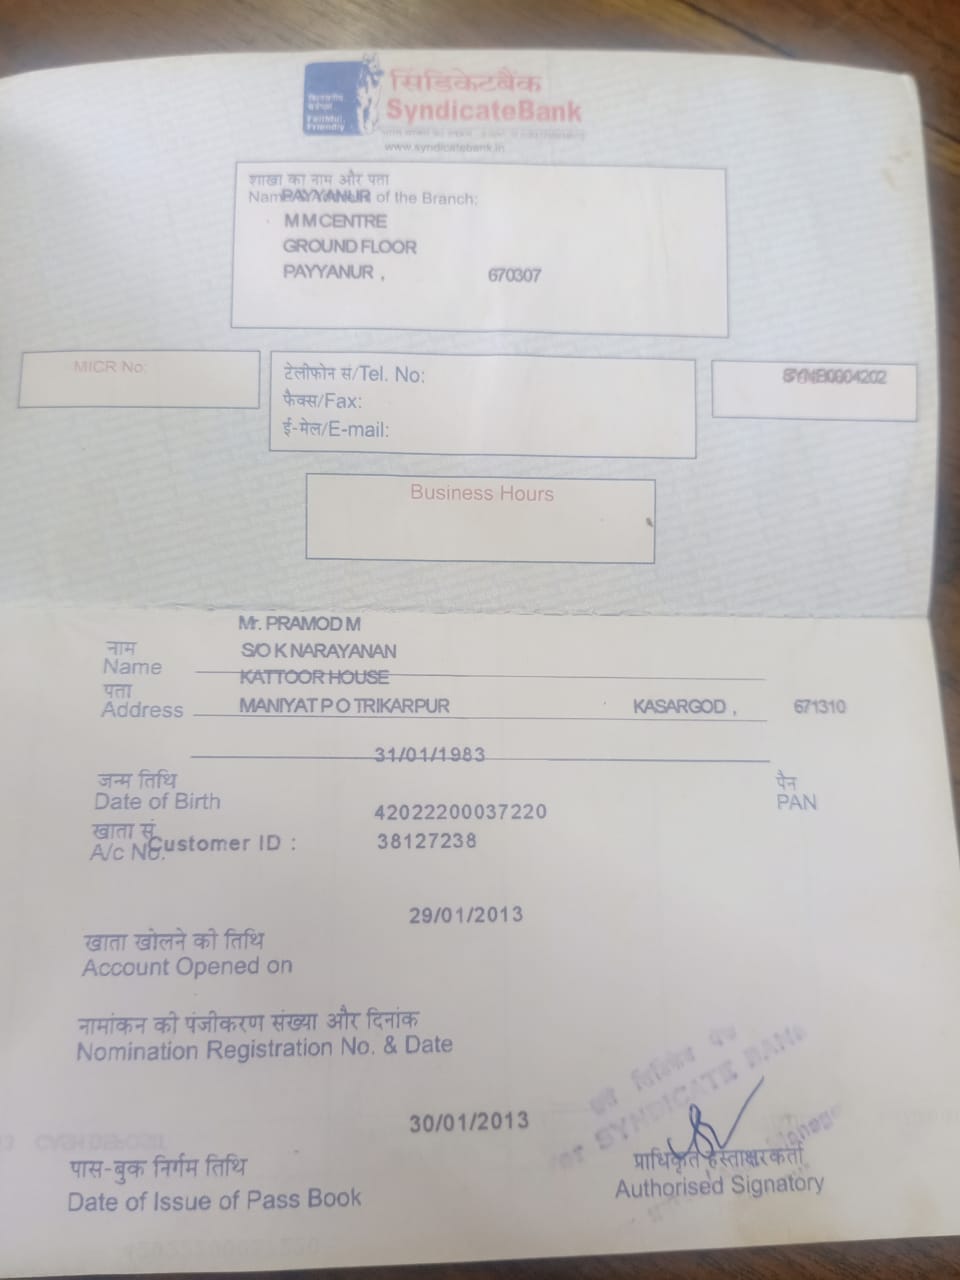 सिंडिकेटबैंक
SyndicateBank
विश्वसनीय
Faithful,
Friendly
www.syndicatebank.in
शाखा का नाम और पता
of the Branch:
PAYYANUR
M M CENTRE
GROUND FLOOR
PAYYANUR , 670307
MICR No:
टेलीफोन सं/Tel. No:
फैक्स/Fax:
ई-मेल/E-mail:
SYNB0004202
Business Hours
Mr. PRAMOD M
नाम
S/O K NARAYANAN
Name
KATTOOR HOUSE
पता
Address MANIYAT P O TRIKARPUR KASARGOD , 671310
31/01/1983
जन्म तिथि
Date of Birth
पैन
PAN
42022200037220
खाता सं.
A/c No.
Customer ID : 38127238
29/01/2013
खाता खोलने की तिथि
Account Opened on
नामांकन की पंजीकरण संख्या और दिनांक
Nomination Registration No. & Date
For SYNDICATE BANK
Manager
30/01/2013
पास-बुक निर्गम तिथि
Date of Issue of Pass Book
प्राधिकृत हस्ताक्षरकर्ता
Authorised Signatory